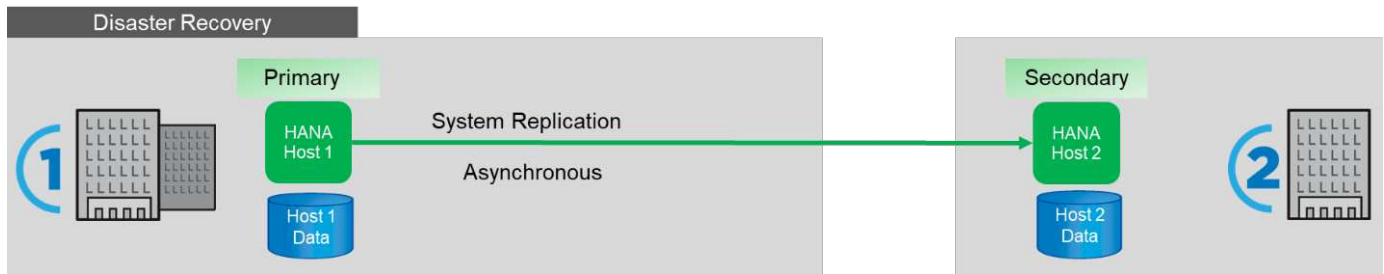 Disaster Recovery
Primary
Secondary
1
HANA
Host 1
System Replication
Asynchronous
HANA
Host 2
2
Host 1
Data
Host 2
Data